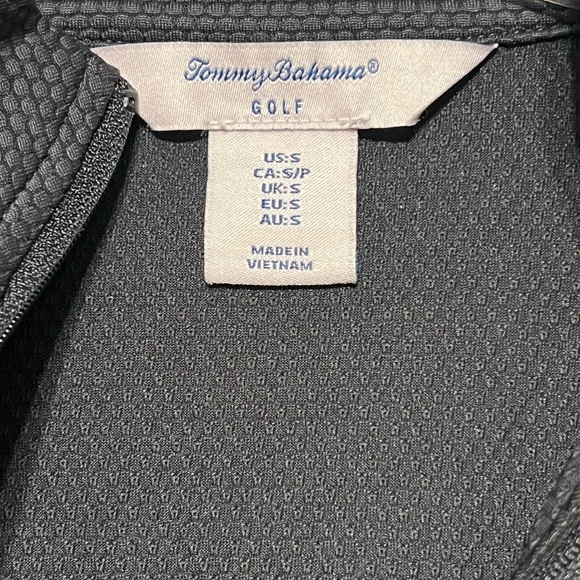 Tommy Bahama®
GOLF
US:S
CA:S/P
UK:S
EU:S
AU:S
MADE IN
VIETNAM